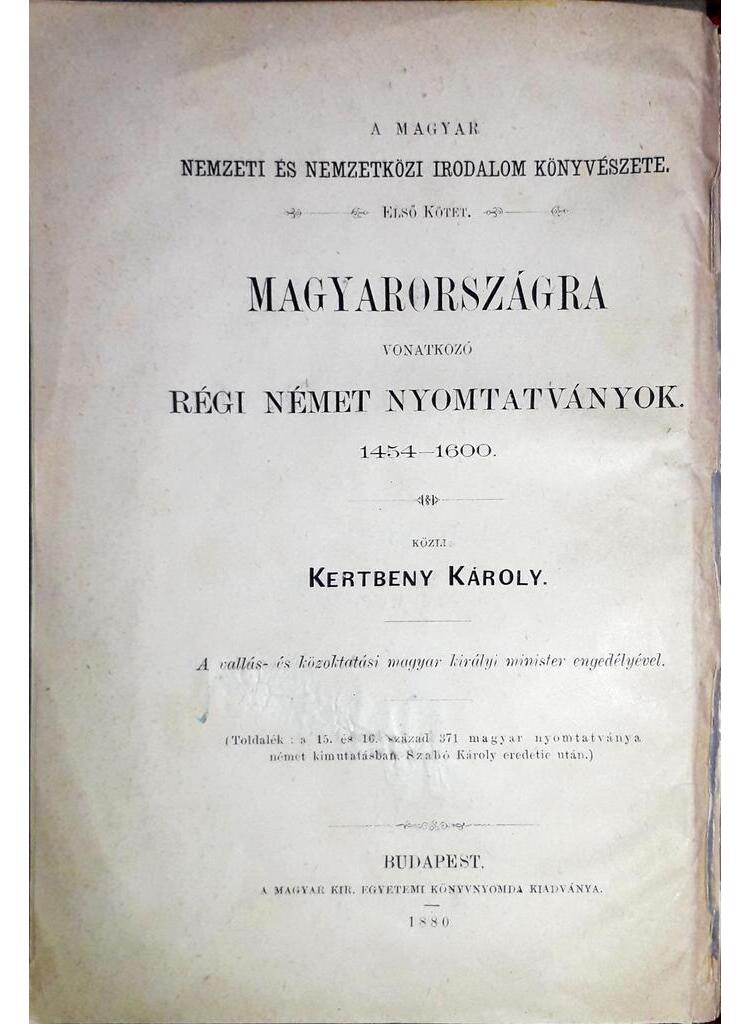 A MAGYAR
NEMZETI ÉS NEMZETKÖZI IRODALOM KÖNYVÉSZETE.
ELSŐ KÖTET.
MAGYARORSZÁGRA
VONATKOZÓ
RÉGI NÉMET NYOMTATVÁNYOK.
1454—1600.
KÖZLI
KERTBENY KÁROLY.
A vallás- és közoktatási magyar királyi minister engedélyével.
(Toldalék : a 15. és 16. század 371 magyar nyomtatványa
német kimutatásban, Szabó Károly eredetie után.)
BUDAPEST.
A MAGYAR KIR. EGYETEMI KÖNYVNYOMDA KIADVÁNYA.
1880